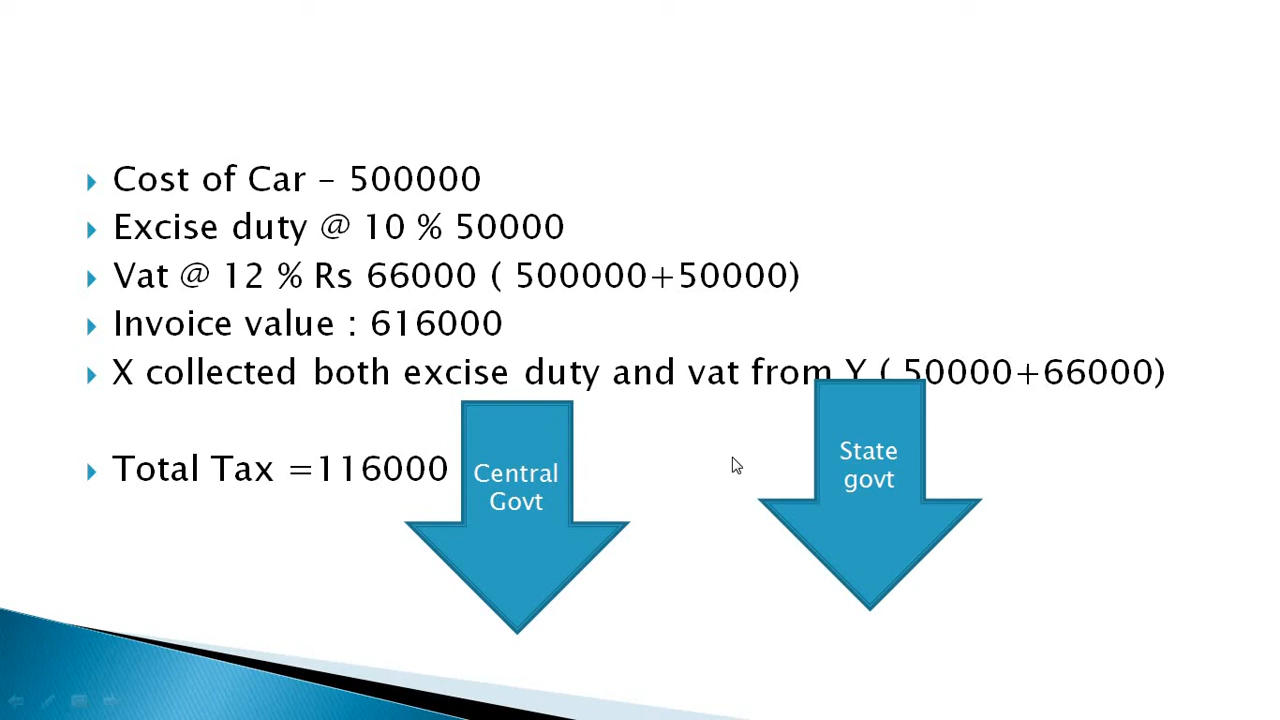 Cost of Car – 500000
Excise duty @ 10 % 50000
Vat @ 12 % Rs 66000 ( 500000+50000)
Invoice value : 616000
X collected both excise duty and vat from Y ( 50000+66000)
Total Tax =116000
Central
Govt
State
govt